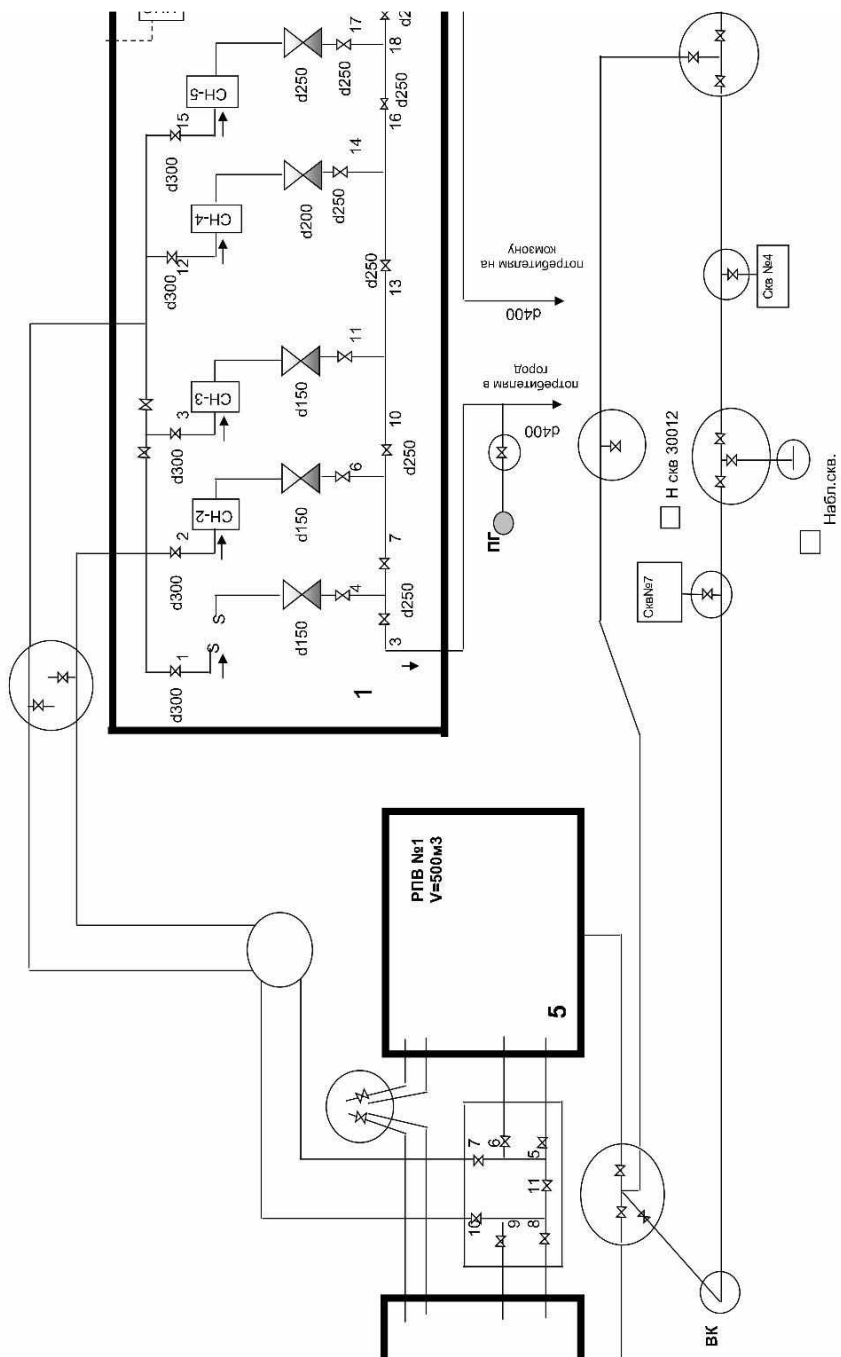 17
d2
18
d250
d250
СН-5
15
d300
d250
16
14
d200
d250
СН-4
12
d300
d250
13
потребителям на
комзону
d400
Скв №4
11
d150
СН-3
3
d300
10
d250
потребителям в
город
d400
Н скв 30012
Набл.скв.
6
d150
СН-2
2
d300
7
ПГ
Скв№7
4
d150
S
S
1
d300
d250
3
1
РПВ №1
V=500м3
5
7
6
5
11
10
9
8
ВК